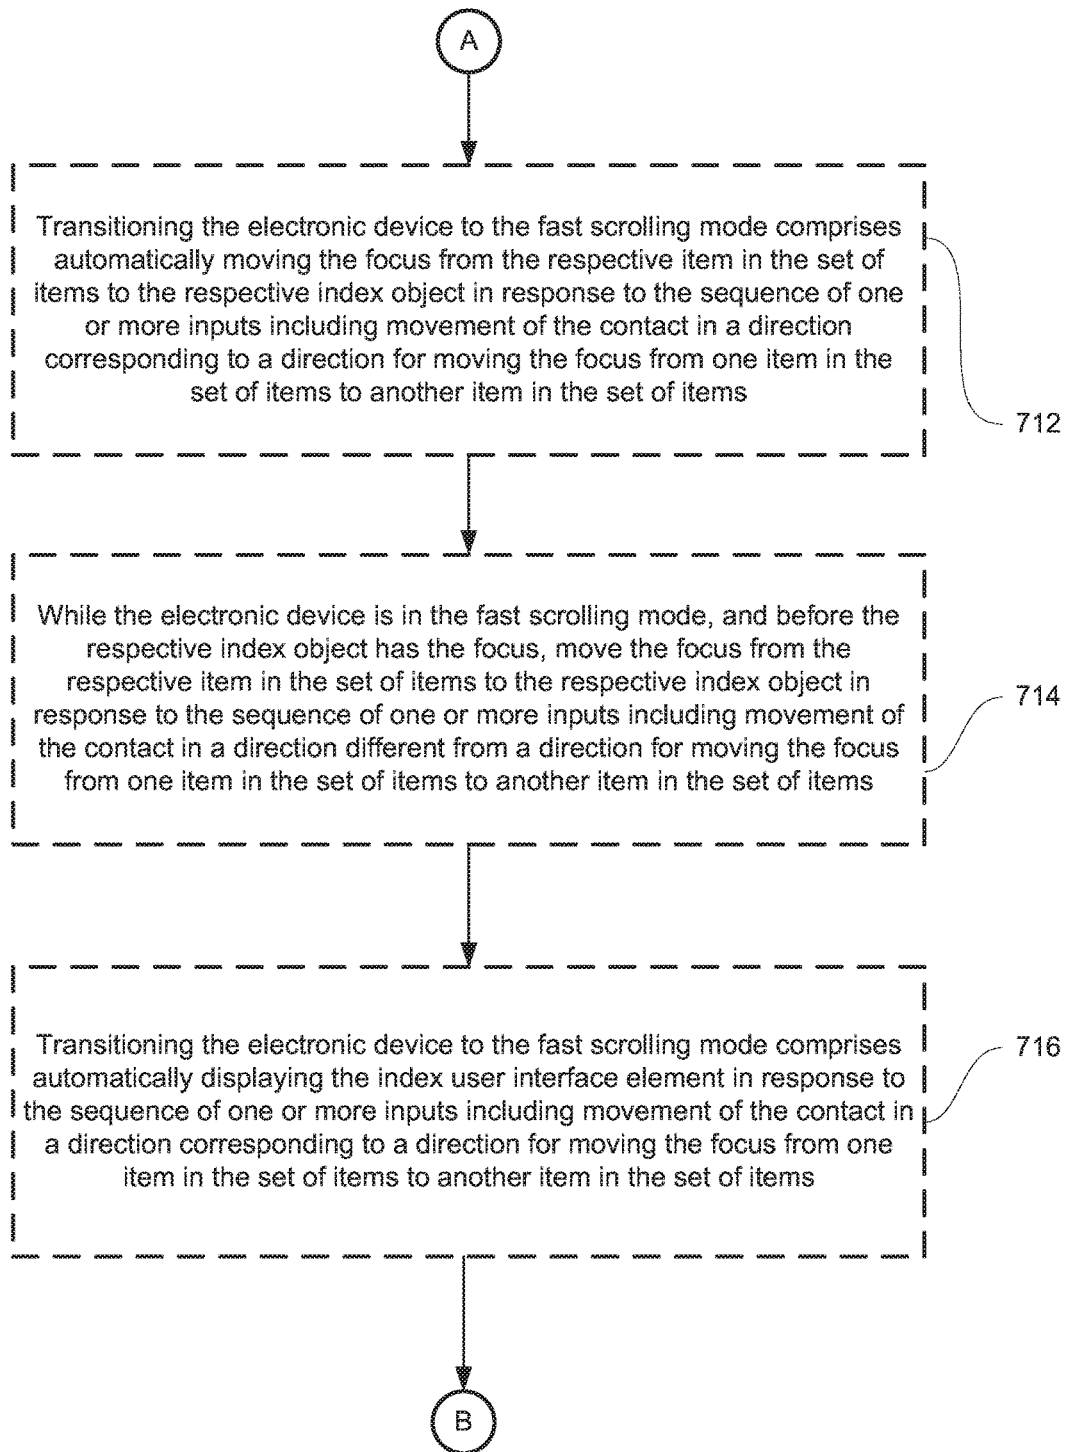 A
Transitioning the electronic device to the fast scrolling mode comprises
automatically moving the focus from the respective item in the set of
items to the respective index object in response to the sequence of one
or more inputs including movement of the contact in a direction
corresponding to a direction for moving the focus from one item in the
set of items to another item in the set of items
712
While the electronic device is in the fast scrolling mode, and before the
respective index object has the focus, move the focus from the
respective item in the set of items to the respective index object in
response to the sequence of one or more inputs including movement of
the contact in a direction different from a direction for moving the focus
from one item in the set of items to another item in the set of items
714
Transitioning the electronic device to the fast scrolling mode comprises
automatically displaying the index user interface element in response to
the sequence of one or more inputs including movement of the contact in
a direction corresponding to a direction for moving the focus from one
item in the set of items to another item in the set of items
716
B